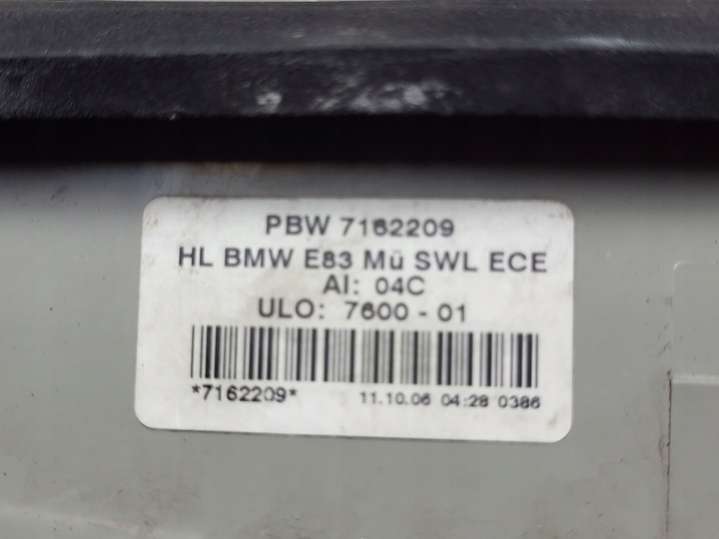 PBW 7162209
HL BMW E83 Mü SWL ECE
AI: 04C
ULO: 7600 - 01
*7162209* 11.10.06 04:28 0386